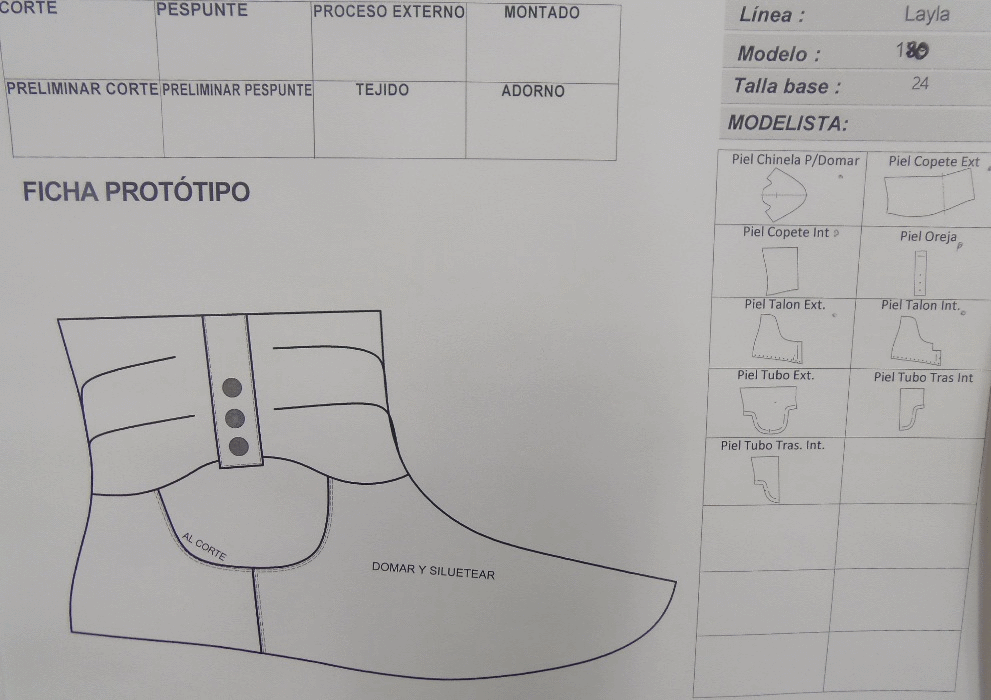 CORTE PESPUNTE PROCESO EXTERNO MONTADO
PRELIMINAR CORTE PRELIMINAR PESPUNTE TEJIDO ADORNO
FICHA PROTÓTIPO
AL CORTE
DOMAR Y SILUETEAR
Línea : Layla
Modelo : 180
Talla base : 24
MODELISTA:
Piel Chinela P/Domar Piel Copete Ext
Piel Copete Int Piel Oreja
Piel Talon Ext. Piel Talon Int.
Piel Tubo Ext. Piel Tubo Tras Int
Piel Tubo Tras. Int.